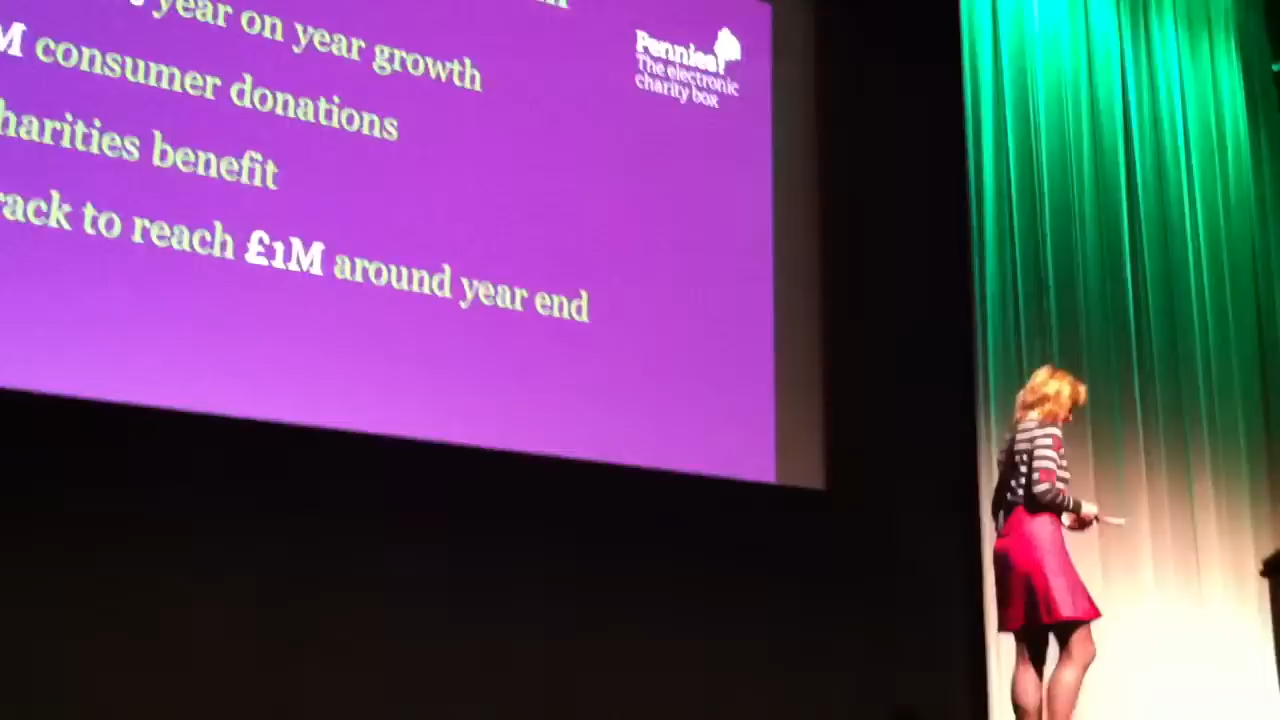 year on year growth
M consumer donations
harities benefit
rack to reach £1M around year end
Pennies
The electronic
charity box